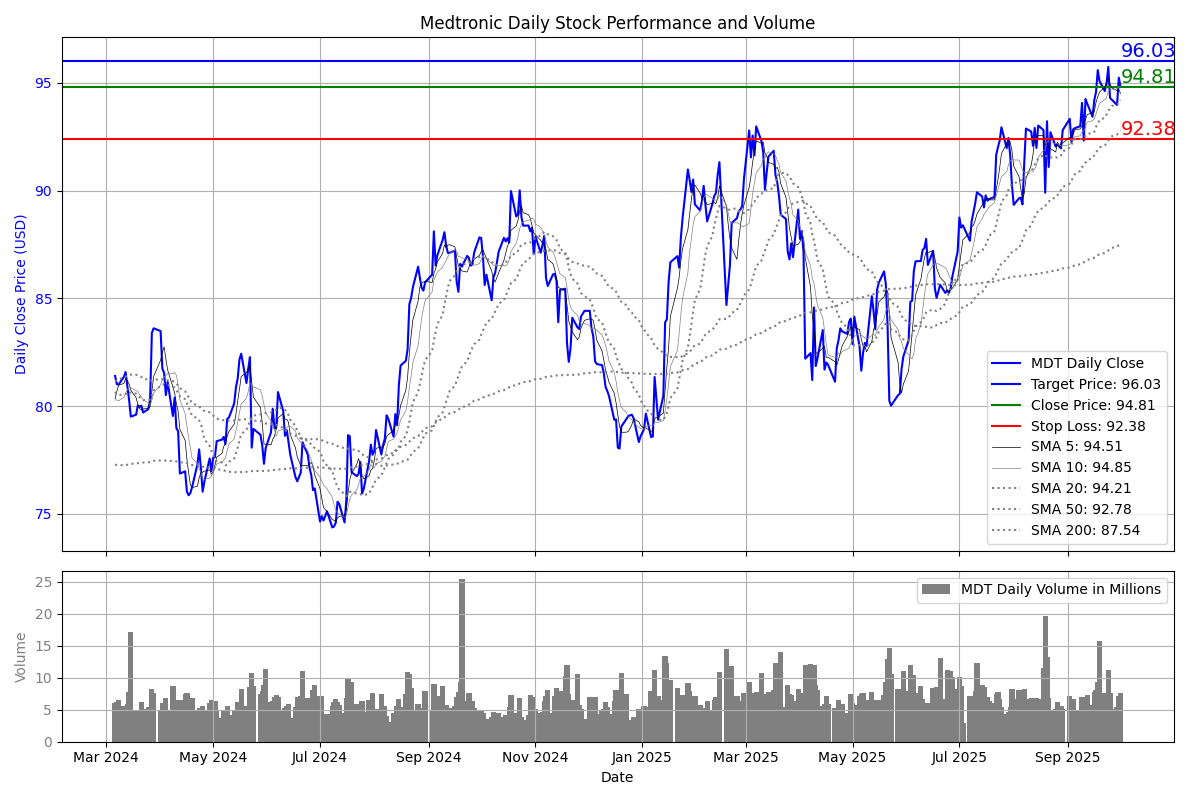 Medtronic Daily Stock Performance and Volume
96.03
94.81
92.38
95
90
85
80
75
Daily Close Price (USD)
MDT Daily Close
Target Price: 96.03
Close Price: 94.81
Stop Loss: 92.38
SMA 5: 94.51
SMA 10: 94.85
SMA 20: 94.21
SMA 50: 92.78
SMA 200: 87.54
25
20
15
10
5
0
Volume
MDT Daily Volume in Millions
Mar 2024 May 2024 Jul 2024 Sep 2024 Nov 2024 Jan 2025 Mar 2025 May 2025 Jul 2025 Sep 2025
Date